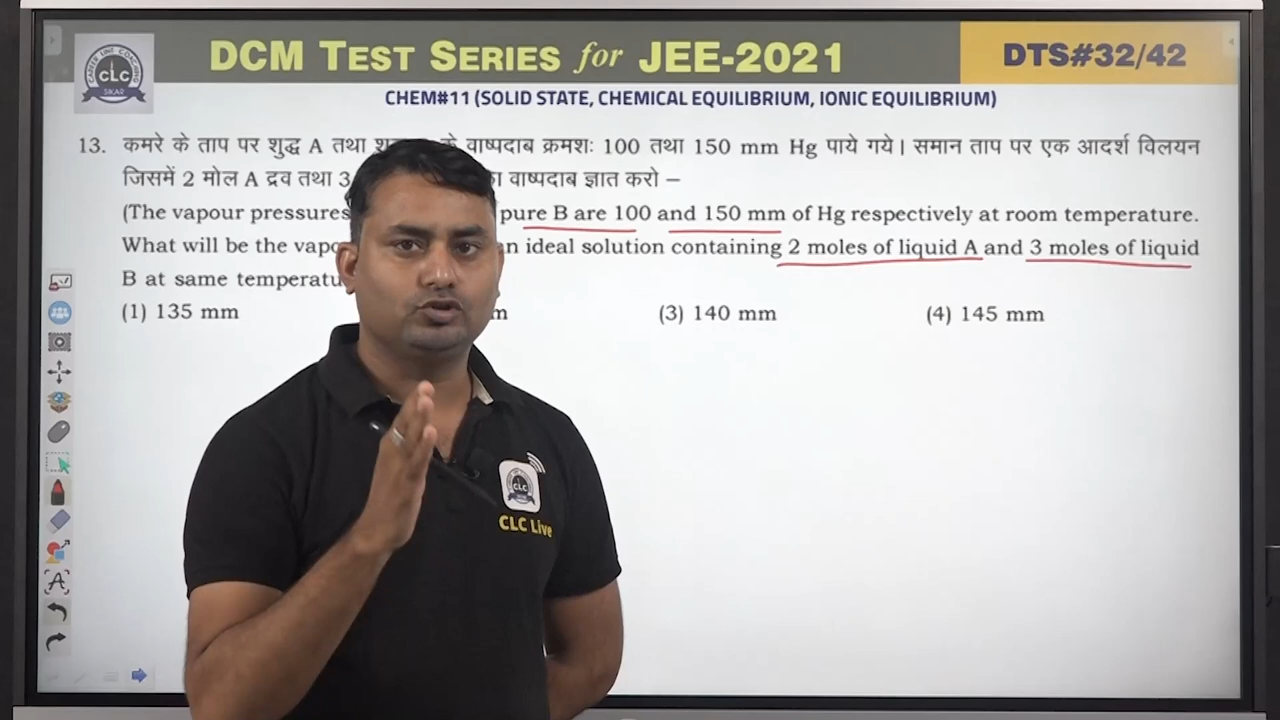 DCM TEST SERIES for JEE-2021
DTS#32/42
CAREER LINE COACHING
CLC
SIKAR
CHEM#11 (SOLID STATE, CHEMICAL EQUILIBRIUM, IONIC EQUILIBRIUM)
13. कमरे के ताप पर शुद्ध A तथा के वाष्पदाब क्रमशः 100 तथा 150 mm Hg पाये गये। समान ताप पर एक आदर्श विलयन
जिसमें 2 मोल A द्रव तथा 3 वाष्पदाब ज्ञात करो –
(The vapour pressures pure B are 100 and 150 mm of Hg respectively at room temperature.
What will be the an ideal solution containing 2 moles of liquid A and 3 moles of liquid
B at same
(1) 135 mm
(3) 140 mm
(4) 145 mm
CLC
CLC Live